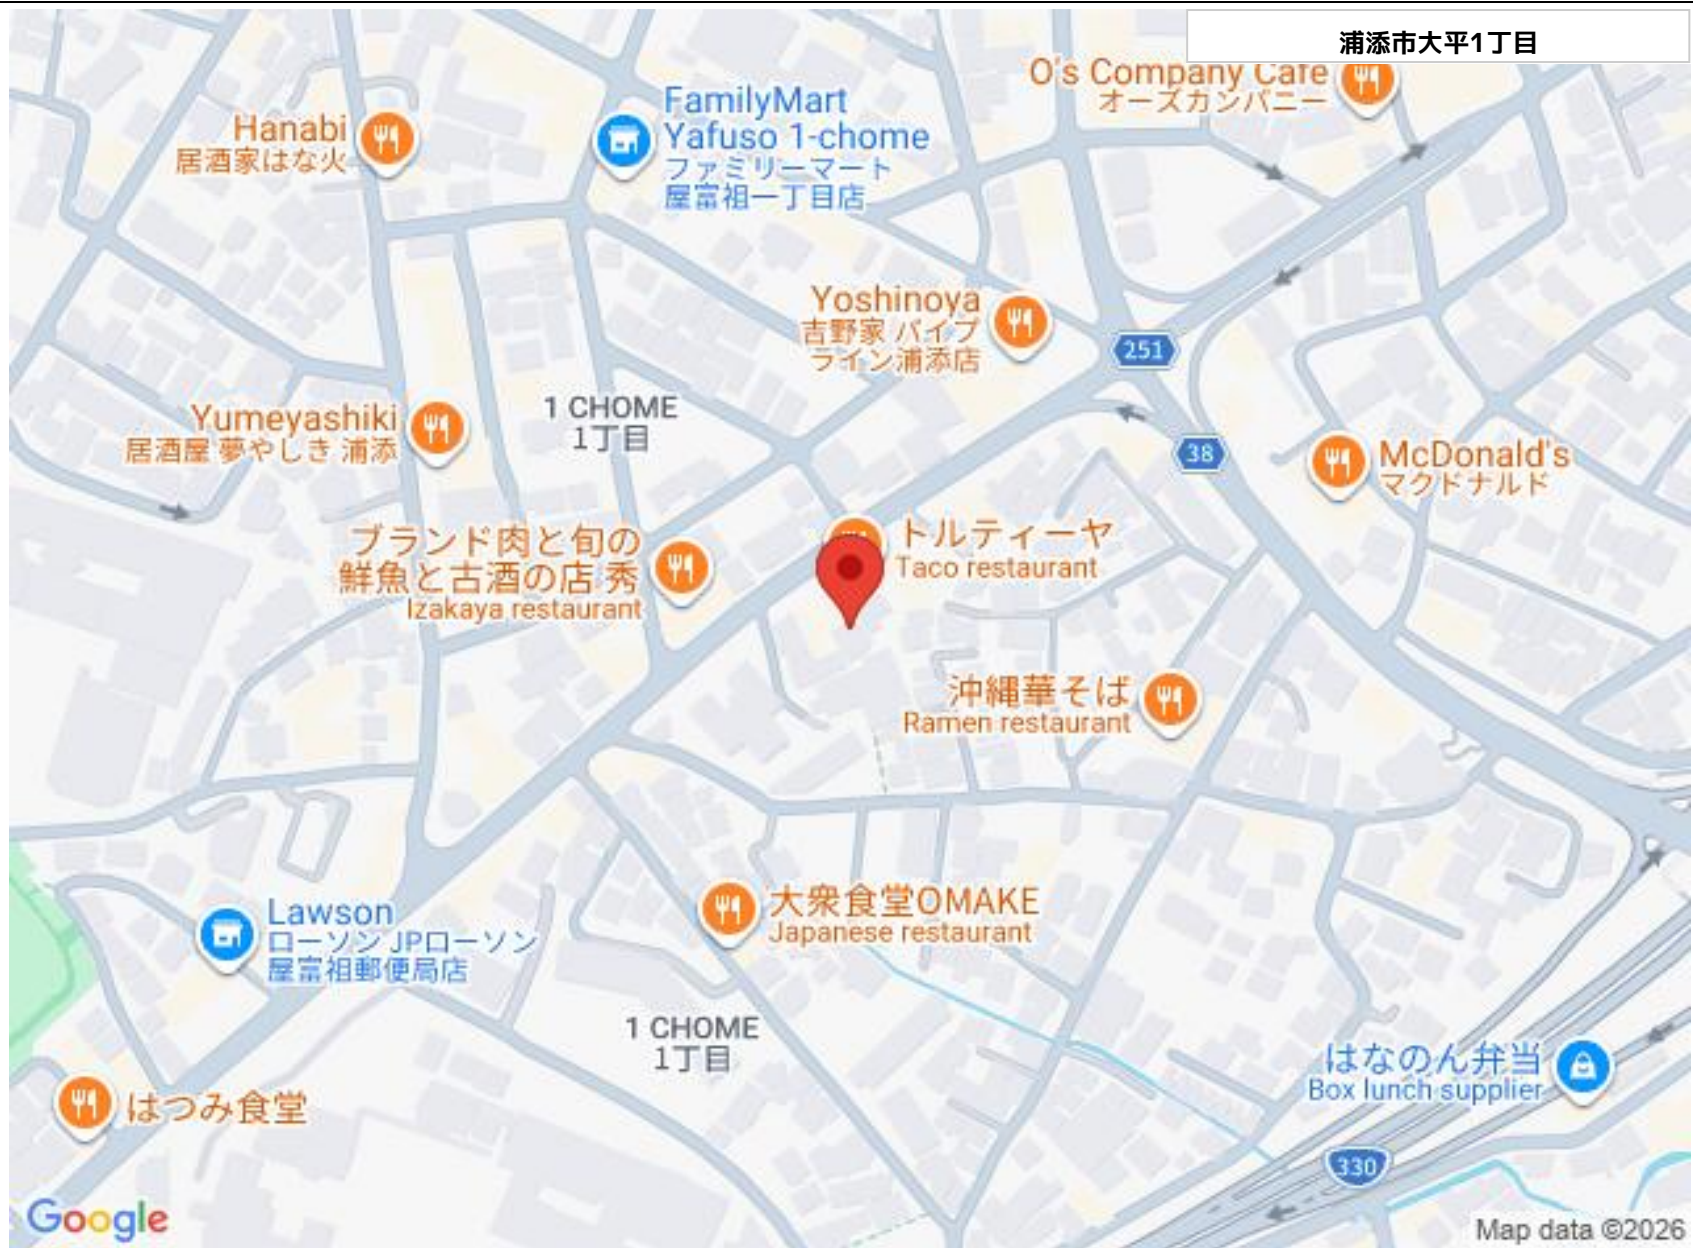 浦添市大平1丁目
O's Company Cafe
オーズカンパニー
FamilyMart
Yafuso 1-chome
ファミリーマート
屋富祖一丁目店
Hanabi
居酒家はな火
Yoshinoya
吉野家 パイプ
ライン浦添店
251
1 CHOME
1丁目
Yumeyashiki
居酒屋 夢やしき 浦添
38
McDonald's
マクドナルド
ブランド肉と旬の
鮮魚と古酒の店 秀
Izakaya restaurant
トルティーヤ
Taco restaurant
沖縄華そば
Ramen restaurant
大衆食堂OMAKE
Japanese restaurant
Lawson
ローソン JPローソン
屋富祖郵便局店
1 CHOME
1丁目
はなのん弁当
Box lunch supplier
はつみ食堂
330
Google
Map data ©2026